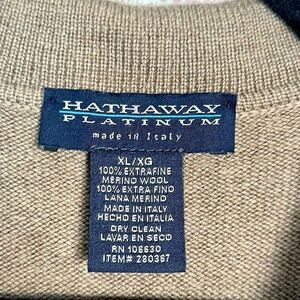 HATHAWAY
PLATINUM
made in Italy
XL/XG
100% EXTRAFINE
MERINO WOOL
100% EXTRA FINO
LANA MERINO
MADE IN ITALY
HECHO EN ITALIA
DRY CLEAN
LAVAR EN SECO
RN 106630
ITEM# 280367